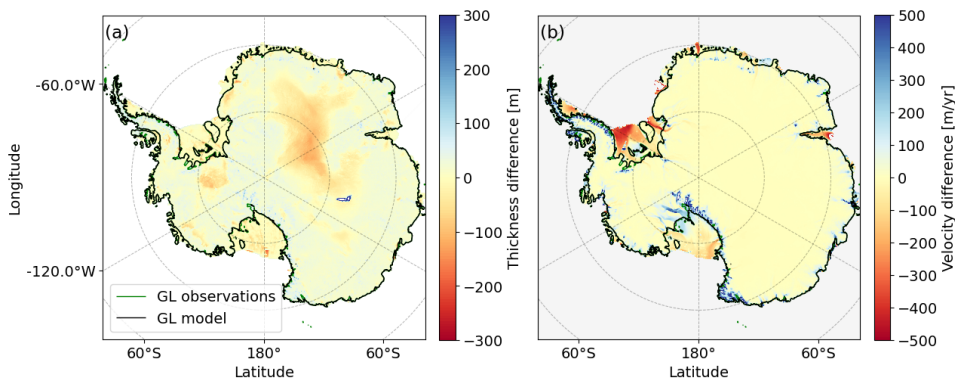 (a)
-60.0°W
-120.0°W
Longitude
GL observations
GL model
60°S
180°
60°S
Latitude
300
200
100
0
−100
−200
−300
Thickness difference [m]
(b)
60°S
180°
60°S
Latitude
500
400
300
200
100
0
−100
−200
−300
−400
−500
Velocity difference [m/yr]